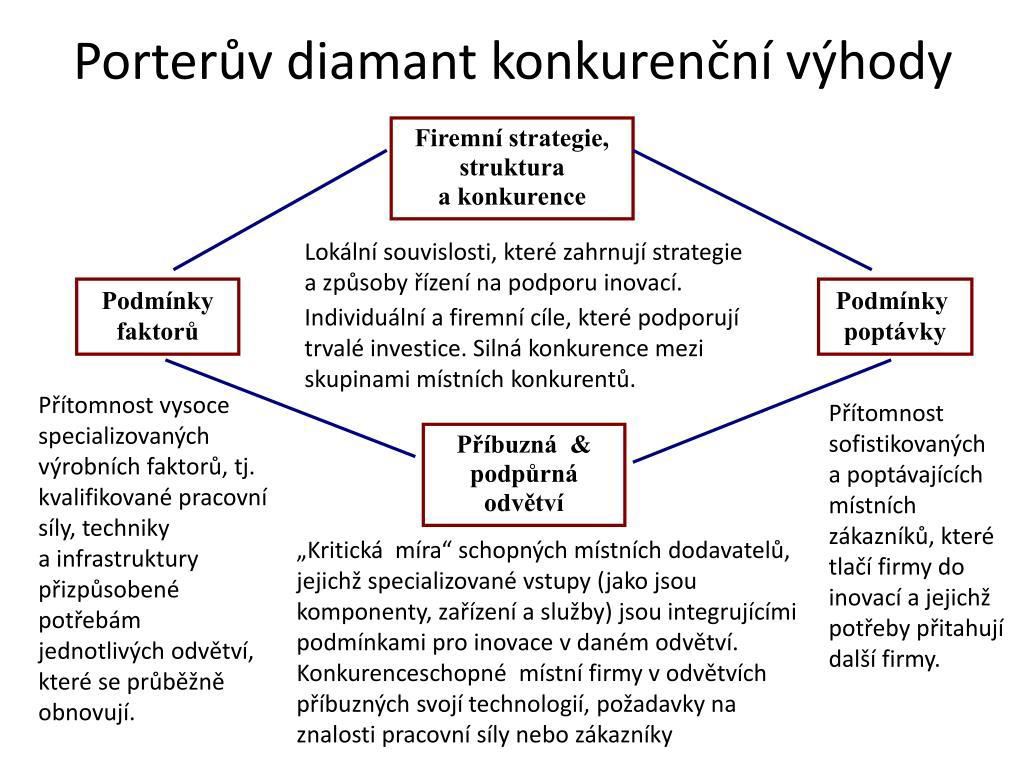 Porterův diamant konkurenční výhody
Firemní strategie,
struktura
a konkurence
Lokální souvislosti, které zahrnují strategie
a způsoby řízení na podporu inovací.
Individuální a firemní cíle, které podporují
trvalé investice. Silná konkurence mezi
skupinami místních konkurentů.
Podmínky
faktorů
Podmínky
poptávky
Přítomnost vysoce
specializovaných
výrobních faktorů, tj.
kvalifikované pracovní
síly, techniky
a infrastruktury
přizpůsobené
potřebám
jednotlivých odvětví,
které se průběžně
obnovují.
Příbuzná  &
podpůrná
odvětví
„Kritická  míra“ schopných místních dodavatelů,
jejichž specializované vstupy (jako jsou
komponenty, zařízení a služby) jsou integrujícími
podmínkami pro inovace v daném odvětví.
Konkurenceschopné  místní firmy v odvětvích
příbuzných svojí technologií, požadavky na
znalosti pracovní síly nebo zákazníky
Přítomnost
sofistikovaných
a poptávajících
místních
zákazníků, které
tlačí firmy do
inovací a jejichž
potřeby přitahují
další firmy.